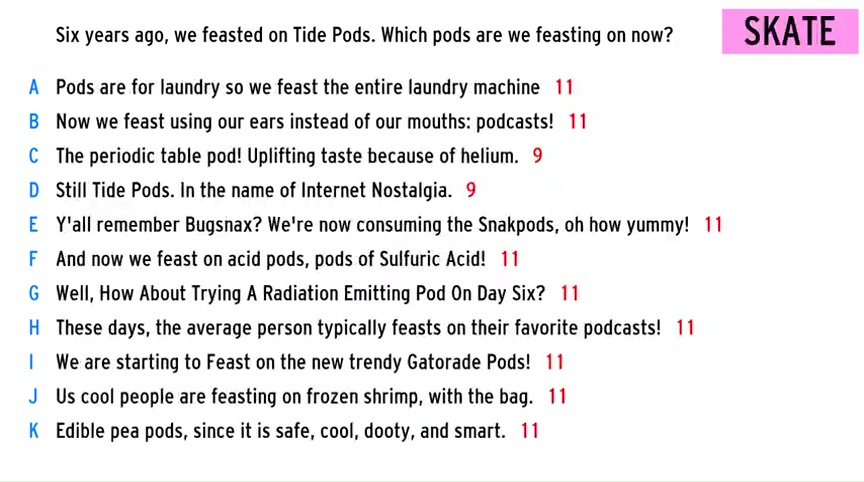 Six years ago, we feasted on Tide Pods. Which pods are we feasting on now?
SKATE
A Pods are for laundry so we feast the entire laundry machine 11
B Now we feast using our ears instead of our mouths: podcasts! 11
C The periodic table pod! Uplifting taste because of helium. 9
D Still Tide Pods. In the name of Internet Nostalgia. 9
E Y'all remember Bugsnax? We're now consuming the Snakpods, oh how yummy! 11
F And now we feast on acid pods, pods of Sulfuric Acid! 11
G Well, How About Trying A Radiation Emitting Pod On Day Six? 11
H These days, the average person typically feasts on their favorite podcasts! 11
I We are starting to Feast on the new trendy Gatorade Pods! 11
J Us cool people are feasting on frozen shrimp, with the bag. 11
K Edible pea pods, since it is safe, cool, dooty, and smart. 11